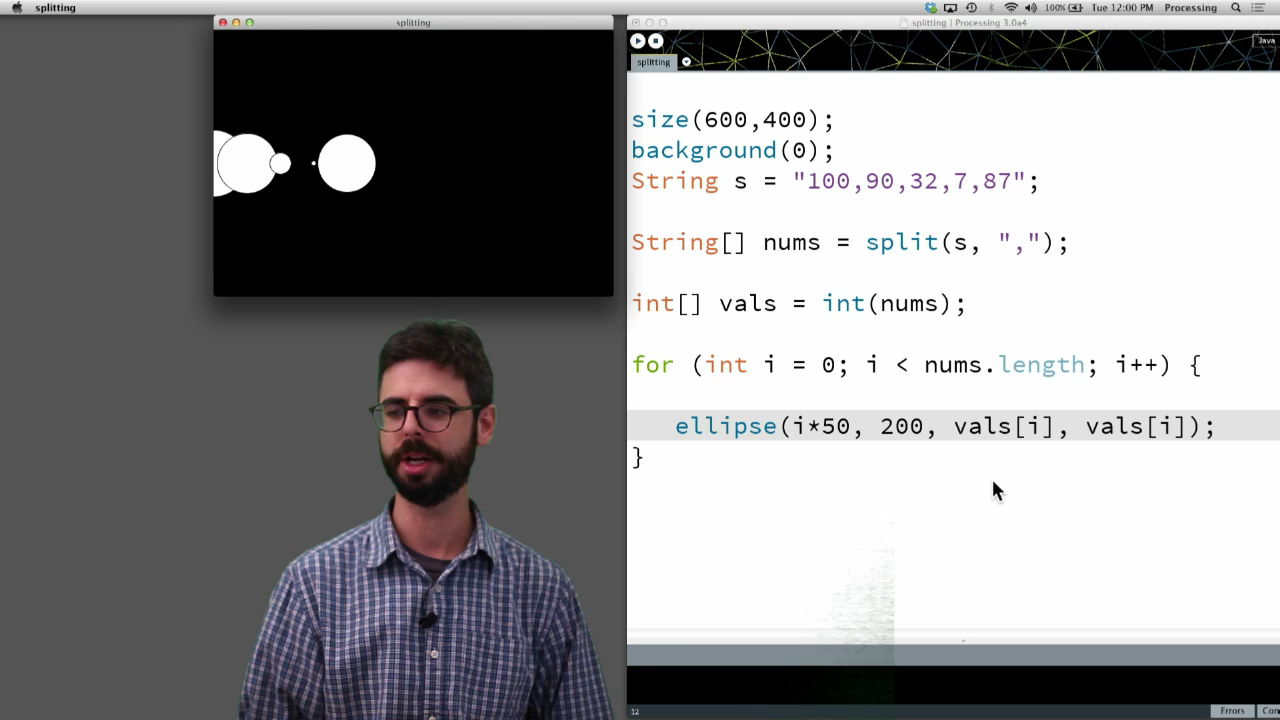 splitting
100%
Tue 12:00 PM
Processing
splitting
splitting | Processing 3.0a4
Java
splitting
size(600,400);
background(0);
String s = "100,90,32,7,87";
String[] nums = split(s, ",");
int[] vals = int(nums);
for (int i = 0; i < nums.length; i++) {
ellipse(i*50, 200, vals[i], vals[i]);
}
12
Errors